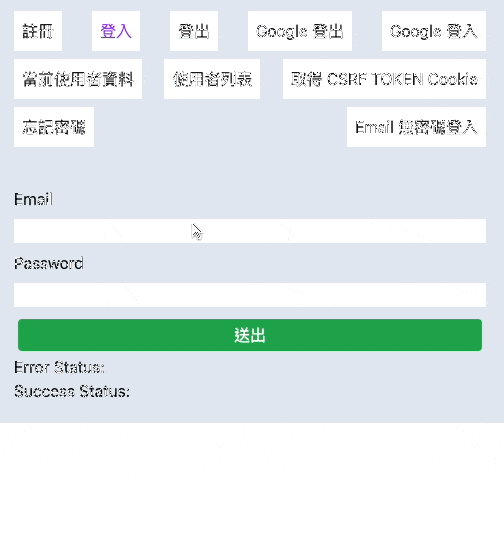 註冊 登入 登出 Google 登出 Google 登入
當前使用者資料 使用者列表 取得 CSRF TOKEN Cookie
忘記密碼 Email 無密碼登入
Email
Password
送出
Error Status:
Success Status: